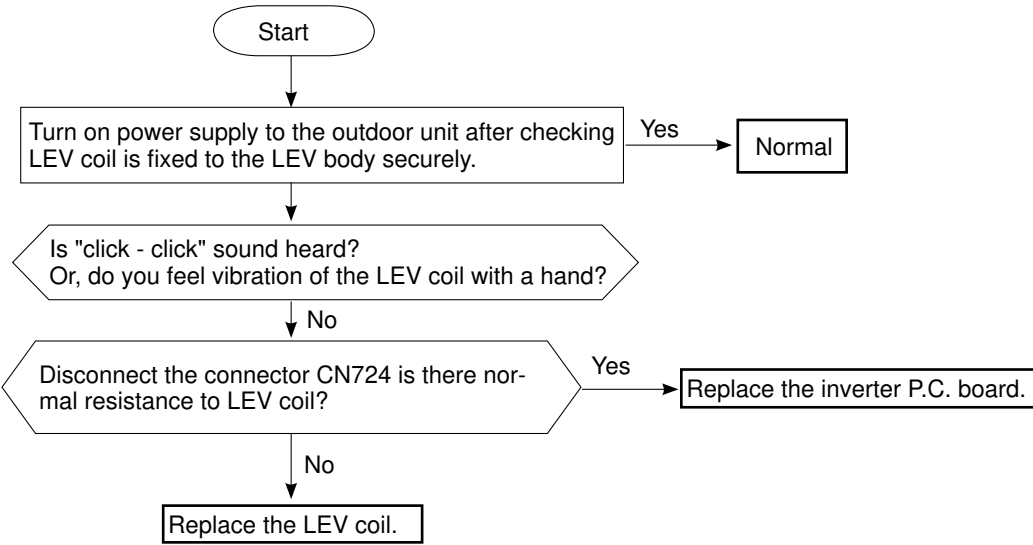 Start
Turn on power supply to the outdoor unit after checking
LEV coil is fixed to the LEV body securely.
Yes
Normal
Is "click - click" sound heard?
Or, do you feel vibration of the LEV coil with a hand?
No
Disconnect the connector CN724 is there nor-
mal resistance to LEV coil?
Yes
Replace the inverter P.C. board.
No
Replace the LEV coil.